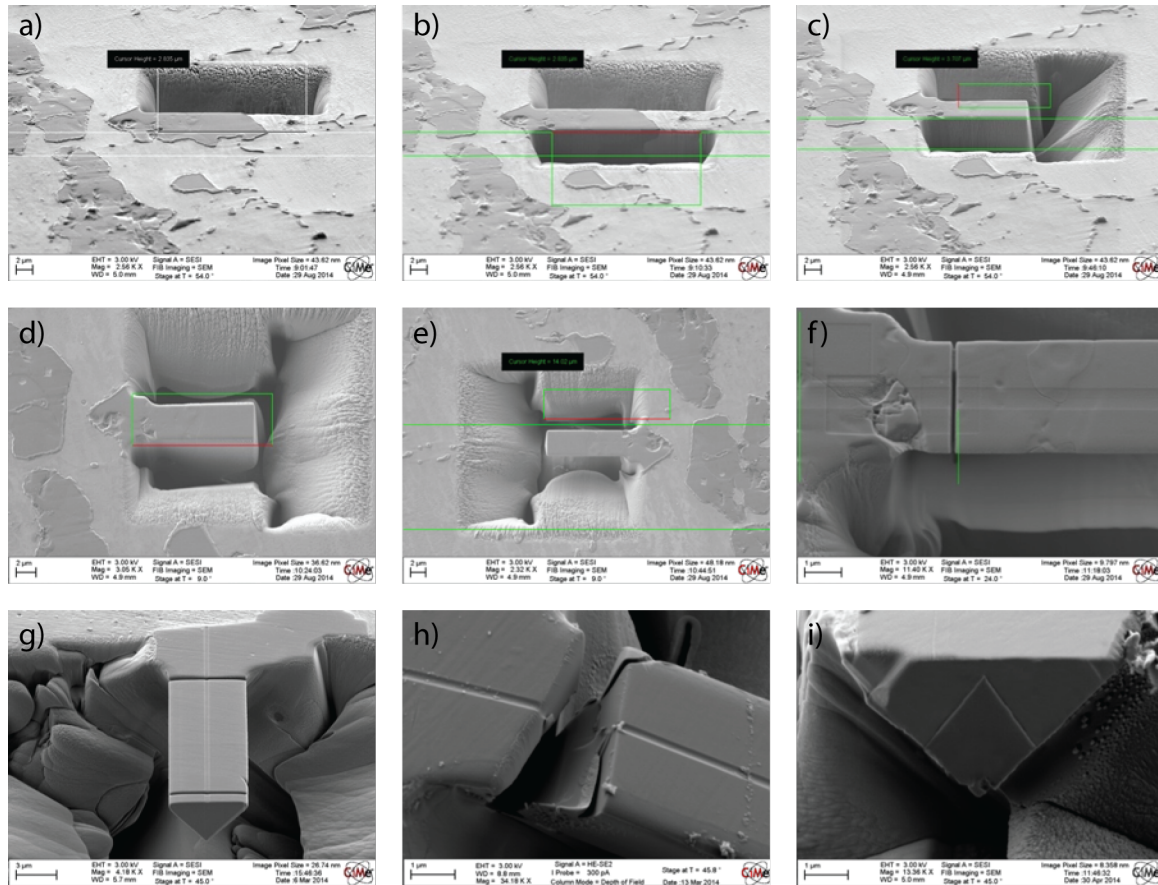 a)
Cursor Height = 2.935 µm
2 µm
EHT = 3.00 kV
Mag = 2.56 K X
WD = 5.0 mm
Signal A = SESI
FIB Imaging = SEM
Stage at T = 54.0 °
Image Pixel Size = 43.62 nm
Time :9:01:47
Date :29 Aug 2014
b)
Cursor Height = 2.935 µm
2 µm
EHT = 3.00 kV
Mag = 2.56 K X
WD = 5.0 mm
Signal A = SESI
FIB Imaging = SEM
Stage at T = 54.0 °
Image Pixel Size = 43.62 nm
Time :9:10:33
Date :29 Aug 2014
c)
Cursor Height = 3.707 µm
2 µm
EHT = 3.00 kV
Mag = 2.56 K X
WD = 4.9 mm
Signal A = SESI
FIB Imaging = SEM
Stage at T = 54.0 °
Image Pixel Size = 43.62 nm
Time :9:46:10
Date :29 Aug 2014
d)
2 µm
EHT = 3.00 kV
Mag = 3.05 K X
WD = 4.9 mm
Signal A = SESI
FIB Imaging = SEM
Stage at T = 9.0 °
Image Pixel Size = 36.62 nm
Time :10:24:03
Date :29 Aug 2014
e)
Cursor Height = 14.02 µm
2 µm
EHT = 3.00 kV
Mag = 2.32 K X
WD = 4.9 mm
Signal A = SESI
FIB Imaging = SEM
Stage at T = 9.0 °
Image Pixel Size = 48.18 nm
Time :10:44:51
Date :29 Aug 2014
f)
1 µm
EHT = 3.00 kV
Mag = 11.40 K X
WD = 4.9 mm
Signal A = SESI
FIB Imaging = SEM
Stage at T = 24.0 °
Image Pixel Size = 9.797 nm
Time :11:18:03
Date :29 Aug 2014
g)
3 µm
EHT = 3.00 kV
Mag = 4.18 K X
WD = 5.7 mm
Signal A = SESI
FIB Imaging = SEM
Stage at T = 45.0 °
Image Pixel Size = 26.74 nm
Time :15:46:36
Date :6 Mar 2014
h)
1 µm
EHT = 3.00 kV
WD = 8.8 mm
Mag = 34.18 K X
Signal A = HE-SE2
I Probe = 300 pA
Column Mode = Depth of Field
Stage at T = 45.8°
Date :13 Mar 2014
i)
1 µm
EHT = 3.00 kV
Mag = 13.36 K X
WD = 5.0 mm
Signal A = SESI
FIB Imaging = SEM
Stage at T = 45.0 °
Image Pixel Size = 8.358 nm
Time :11:46:32
Date :30 Apr 2014